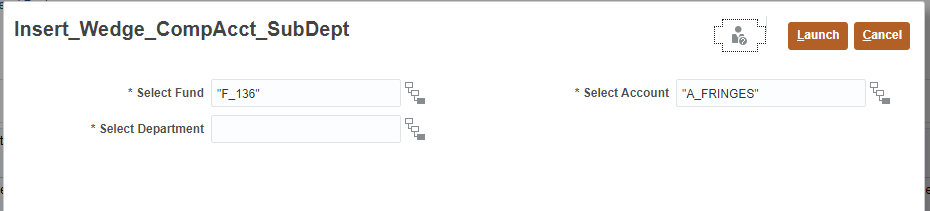 Insert_Wedge_CompAcct_SubDept
Launch
Cancel
* Select Fund "F_136"
* Select Account "A_FRINGES"
* Select Department